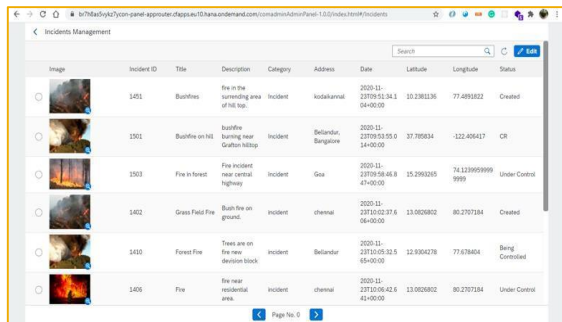 br7h8as5vykz7ycon-panel-approuter.cfapps.eu10.hana.ondemand.com/comadminAdminPanel-1.0.0/index.html#/Incidents
Incidents Management
Search
Edit
Image Incident ID Title Description Category Address Date Latitude Longitude Status
fire in the
2020-11-
1451 Bushfires surrending area Incident kodaikannal 23T09:51:34.1 10.2381136 77.4891822 Created
of hill top.
04+00:00
bushfire
2020-11-
1501 Bushfire on hill burning near Incident Bellandur, 23T09:53:55.0 37.785834 -122.406417 CR
Grafton hilltop
Bangalore
14+00:00
Fire incident
2020-11-
74.1239959999
1503 Fire in forest near central Incident Goa 23T09:58:46.8 15.2993265 Under Control
highway
47+00:00
9999
2020-11-
1402 Grass Field Fire Bush fire on Incident chennai 23T10:02:37.6 13.0826802 80.2707184 Created
ground.
06+00:00
Trees are on
2020-11-
Being
1410 Forest Fire fire new incident Bellandur 23T10:05:32.5 12.9304278 77.678404
devision block
65+00:00
Controlled
fire near
2020-11-
1406 Fire residential incident chennai 23T10:06:42.6 13.0826802 80.2707184 Under Control
area.
41+00:00
Page No. 0